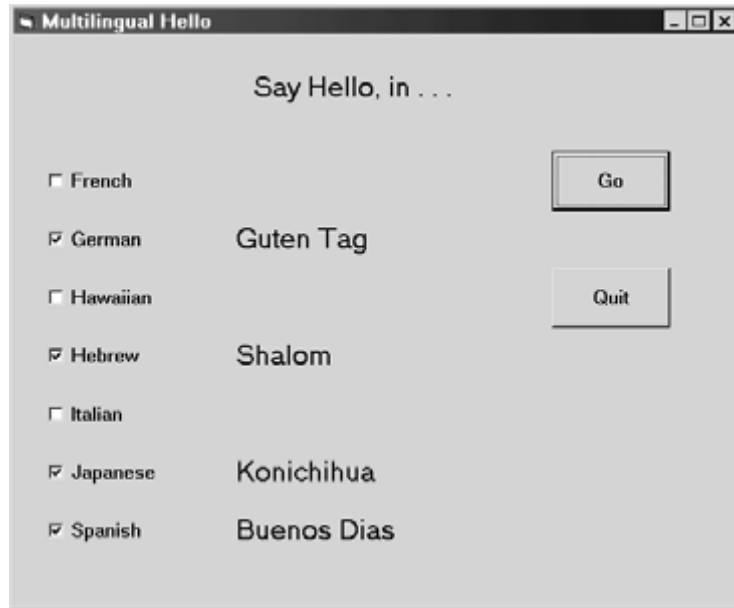 Multilingual Hello
Say Hello, in . . .
French
Go
German Guten Tag
Hawaiian
Quit
Hebrew Shalom
Italian
Japanese Konichihua
Spanish Buenos Dias